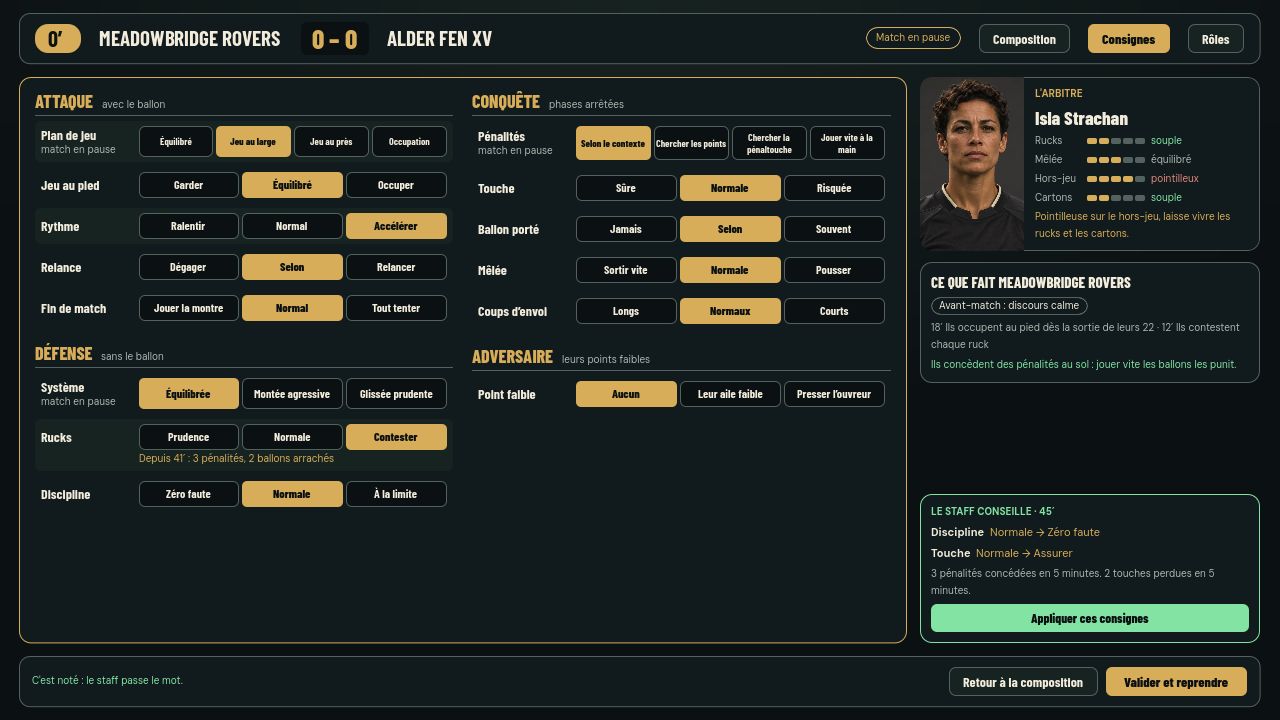 0′ MEADOWBRIDGE ROVERS 0 – 0 ALDER FEN XV
Match en pause
Composition
Consignes
Rôles
ATTAQUE avec le ballon
Plan de jeu
match en pause
Équilibré
Jeu au large
Jeu au près
Occupation
Jeu au pied
Garder
Équilibré
Occuper
Rythme
Ralentir
Normal
Accélérer
Relance
Dégager
Selon
Relancer
Fin de match
Jouer la montre
Normal
Tout tenter
DÉFENSE sans le ballon
Système
match en pause
Équilibrée
Montée agressive
Glissée prudente
Rucks
Prudence
Normale
Contester
Depuis 41′ : 3 pénalités, 2 ballons arrachés
Discipline
Zéro faute
Normale
À la limite
CONQUÊTE phases arrêtées
Pénalités
match en pause
Selon le contexte
Chercher les points
Chercher la
pénaltouche
Jouer vite à la
main
Touche
Sûre
Normale
Risquée
Ballon porté
Jamais
Selon
Souvent
Mêlée
Sortir vite
Normale
Pousser
Coups d'envoi
Longs
Normaux
Courts
ADVERSAIRE leurs points faibles
Point faible
Aucun
Leur aile faible
Presser l'ouvreur
L'ARBITRE
Isla Strachan
Rucks souple
Mêlée équilibré
Hors-jeu pointilleux
Cartons souple
Pointilleuse sur le hors-jeu, laisse vivre les
rucks et les cartons.
CE QUE FAIT MEADOWBRIDGE ROVERS
Avant-match : discours calme
18′ Ils occupent au pied dès la sortie de leurs 22 · 12′ Ils contestent
chaque ruck
Ils concèdent des pénalités au sol : jouer vite les ballons les punit.
LE STAFF CONSEILLE · 45′
Discipline Normale → Zéro faute
Touche Normale → Assurer
3 pénalités concédées en 5 minutes. 2 touches perdues en 5
minutes.
Appliquer ces consignes
C'est noté : le staff passe le mot.
Retour à la composition
Valider et reprendre